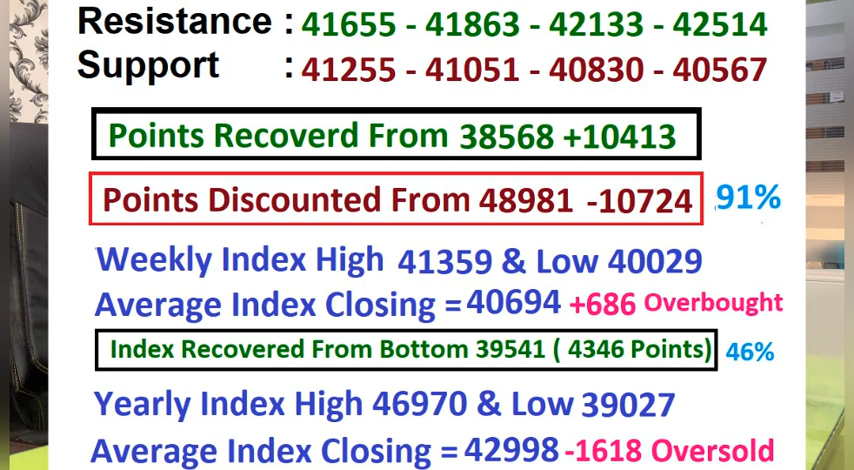 Resistance : 41655 - 41863 - 42133 - 42514
Support : 41255 - 41051 - 40830 - 40567
Points Recoverd From 38568 +10413
Points Discounted From 48981 -10724 91%
Weekly Index High 41359 & Low 40029
Average Index Closing = 40694 +686 Overbought
Index Recovered From Bottom 39541 ( 4346 Points) 46%
Yearly Index High 46970 & Low 39027
Average Index Closing = 42998 -1618 Oversold